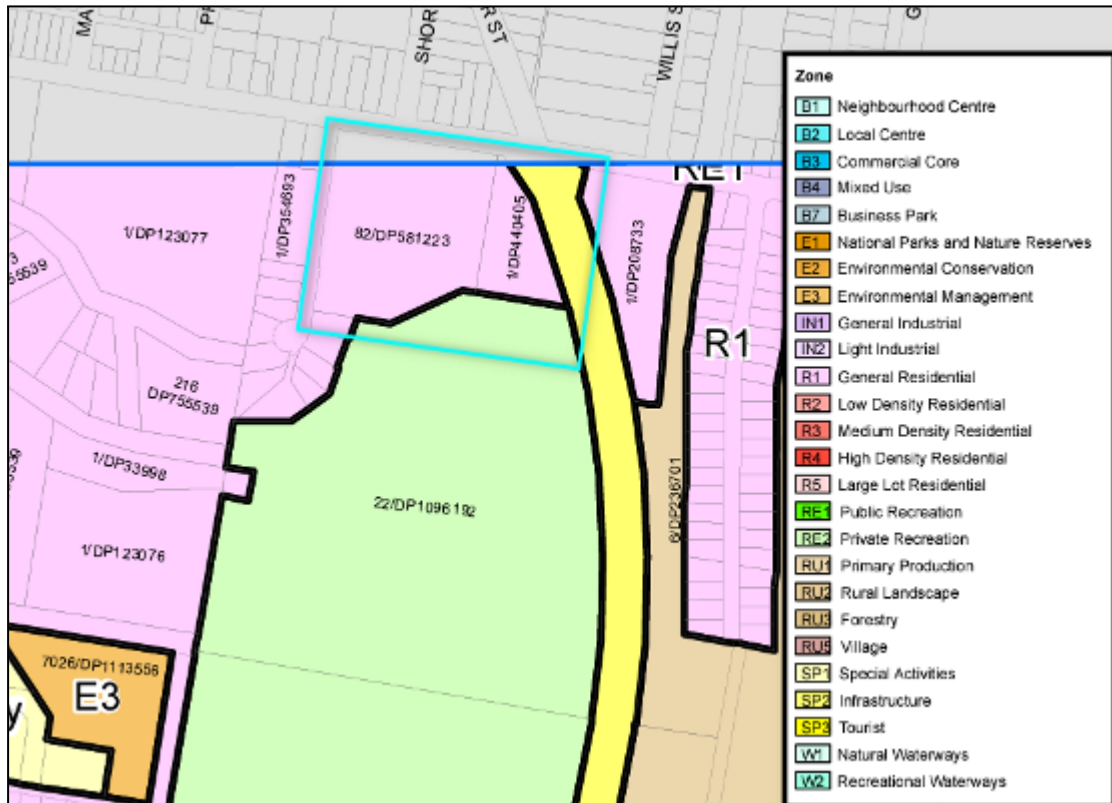 MA
SHOR
R ST
WILLIS S
G
RE1
1/DP123077
1/DP354693
82/DP581223
1/DP440405
1/DP208733
R1
55539
216
DP755539
1/DP33998
22/DP1096192
6/DP236701
1/DP123076
7026/DP1113556
E3
y
Zone
B1 Neighbourhood Centre
B2 Local Centre
B3 Commercial Core
B4 Mixed Use
B7 Business Park
E1 National Parks and Nature Reserves
E2 Environmental Conservation
E3 Environmental Management
IN1 General Industrial
IN2 Light Industrial
R1 General Residential
R2 Low Density Residential
R3 Medium Density Residential
R4 High Density Residential
R5 Large Lot Residential
RE1 Public Recreation
RE2 Private Recreation
RU1 Primary Production
RU2 Rural Landscape
RU3 Forestry
RU5 Village
SP1 Special Activities
SP2 Infrastructure
SP3 Tourist
W1 Natural Waterways
W2 Recreational Waterways